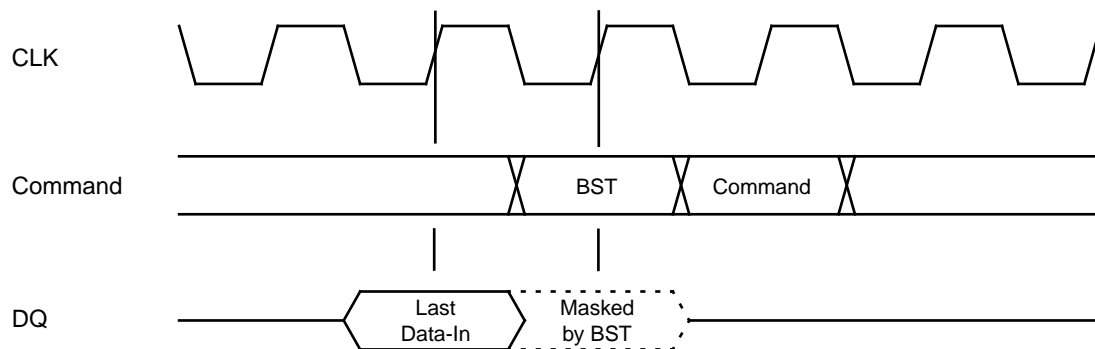 CLK
Command
BST
Command
DQ
Last
Data-In
Masked
by BST